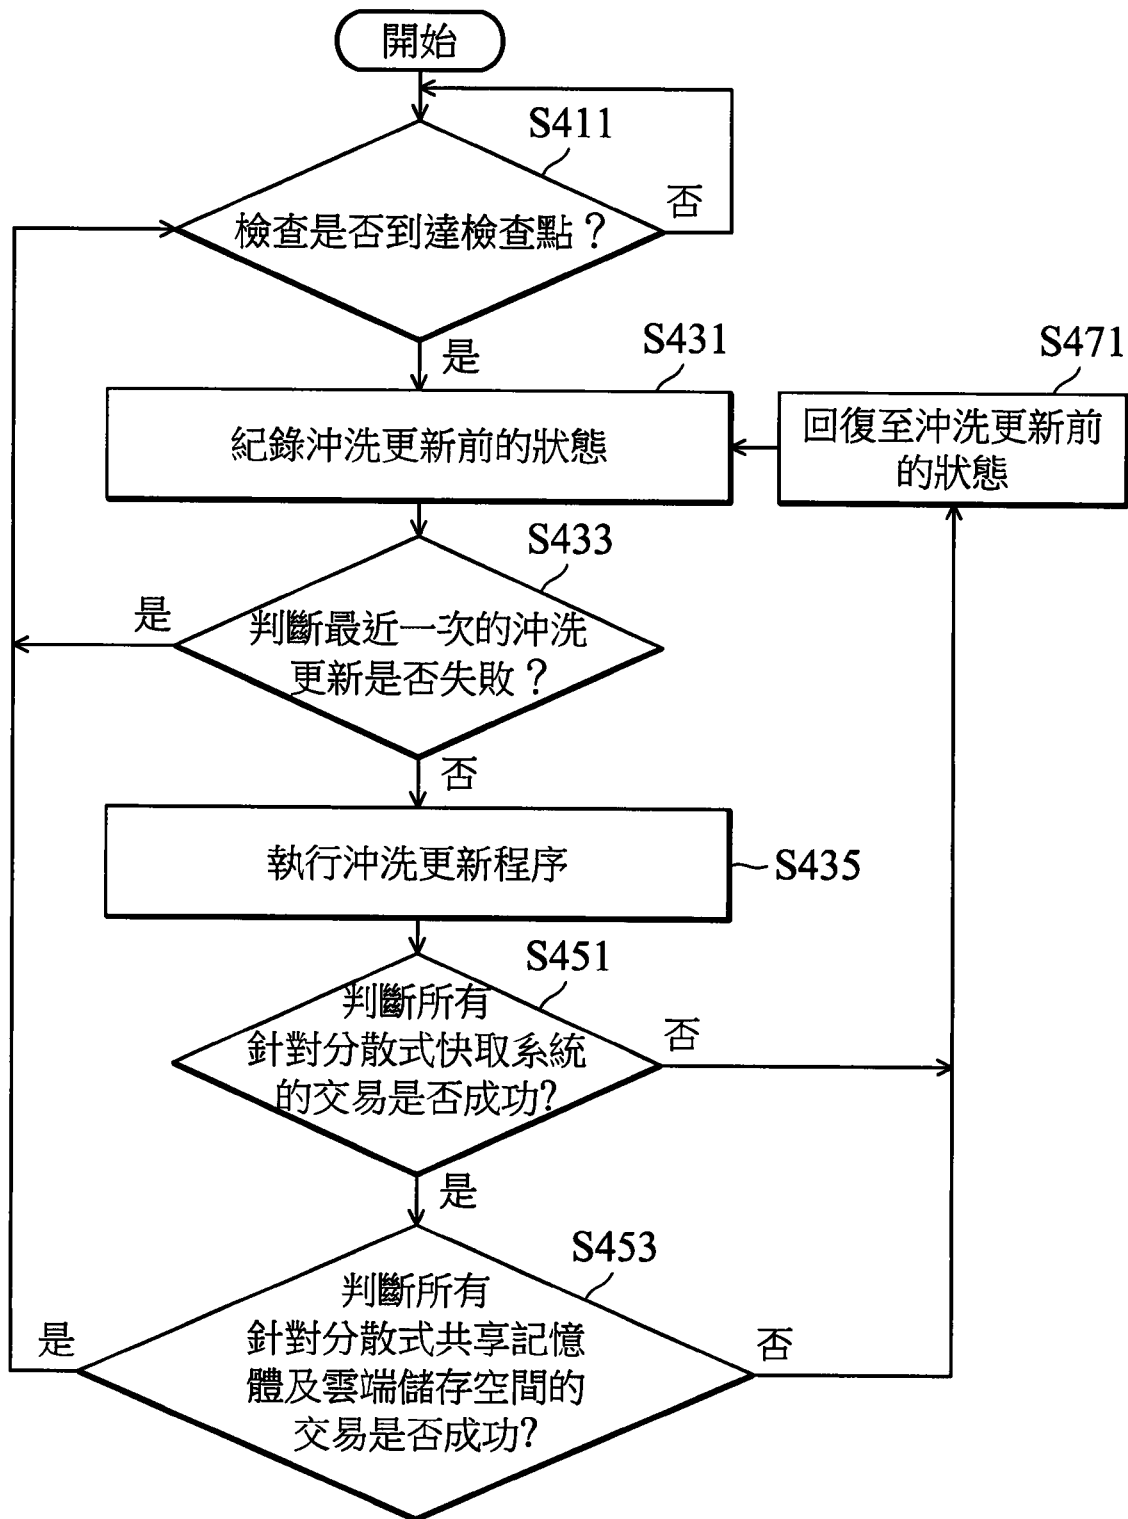 開始
S411
檢查是否到達檢查點？
否
是
S431
紀錄沖洗更新前的狀態
S471
回復至沖洗更新前
的狀態
S433
判斷最近一次的沖洗
更新是否失敗？
是
否
執行沖洗更新程序
S435
S451
判斷所有
針對分散式快取系統
的交易是否成功?
否
是
S453
判斷所有
針對分散式共享記憶
體及雲端儲存空間的
交易是否成功?
是
否